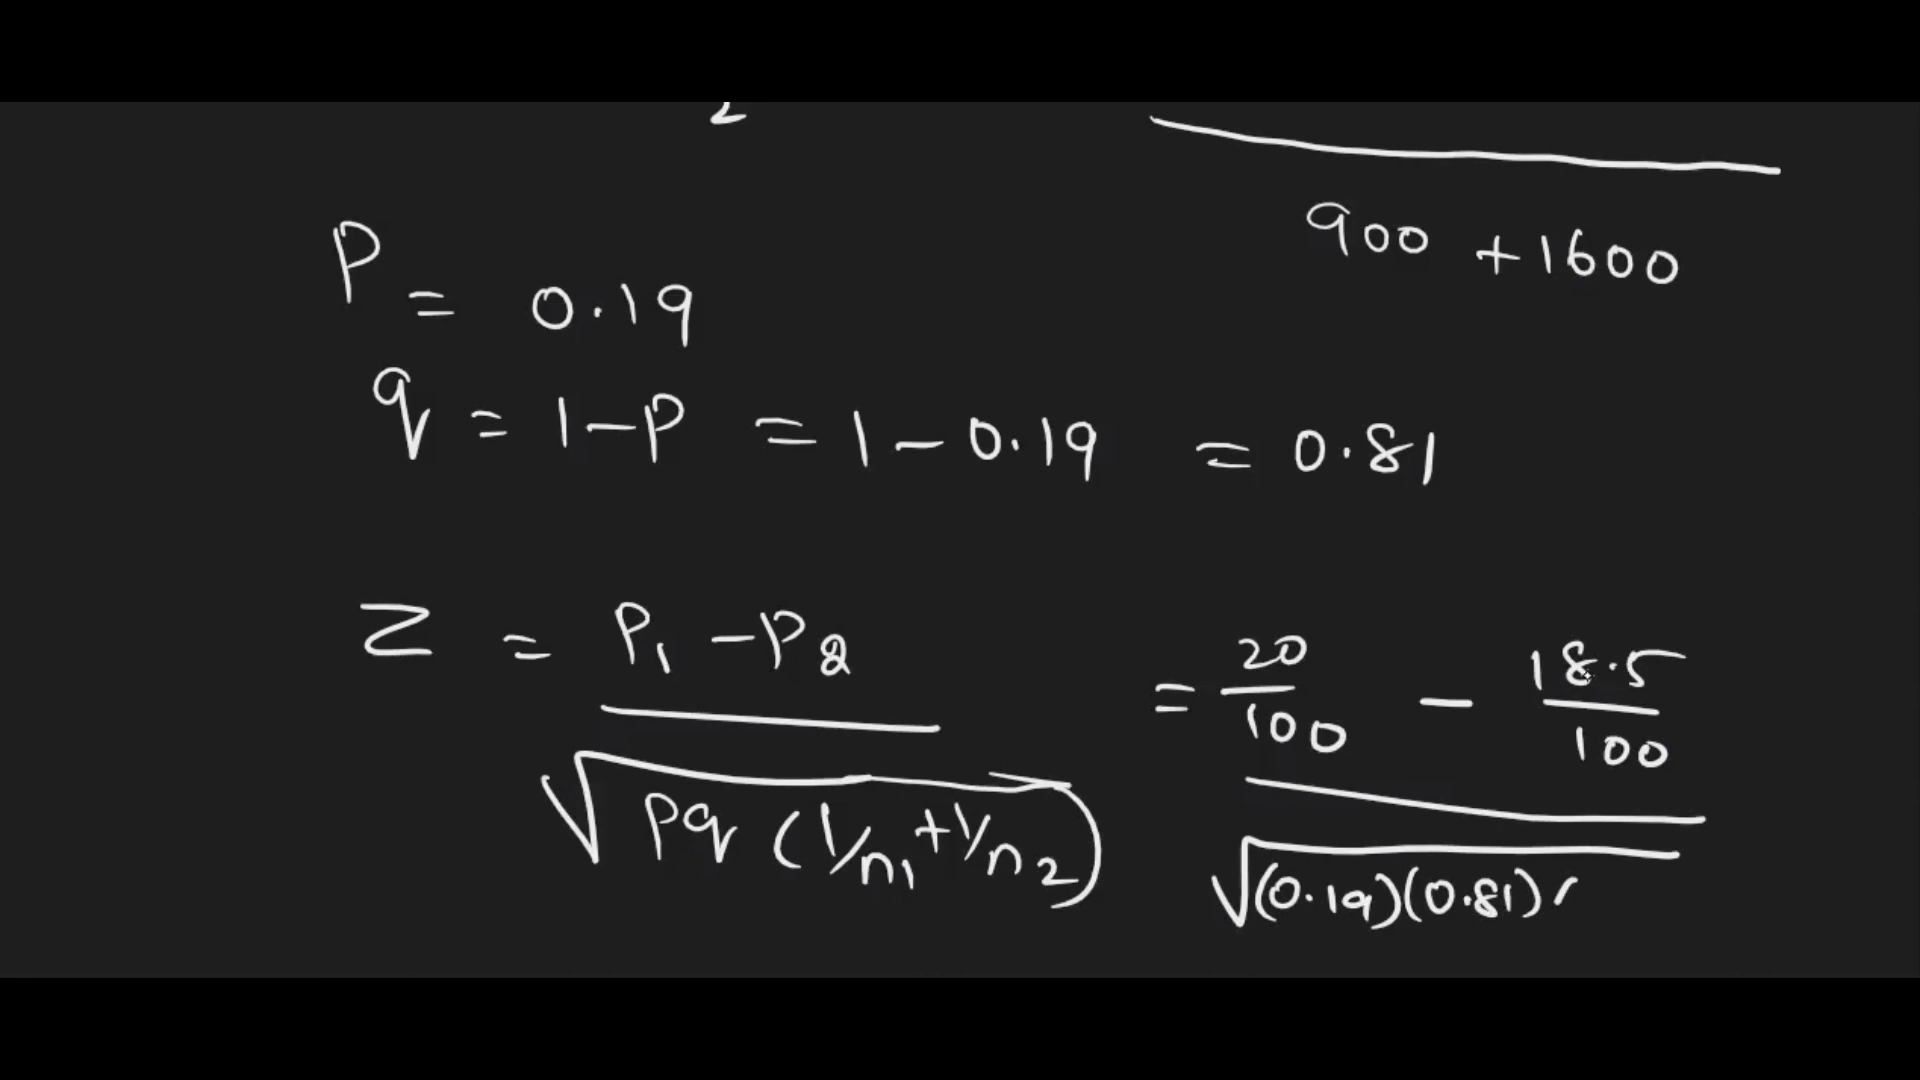 2
900 + 1600
P = 0.19
q = 1 - P = 1 - 0.19 = 0.81
Z = P₁ - P₂ / √pq (1/n₁ + 1/n₂) = 20/100 - 18.5/100 / √(0.19)(0.81) (